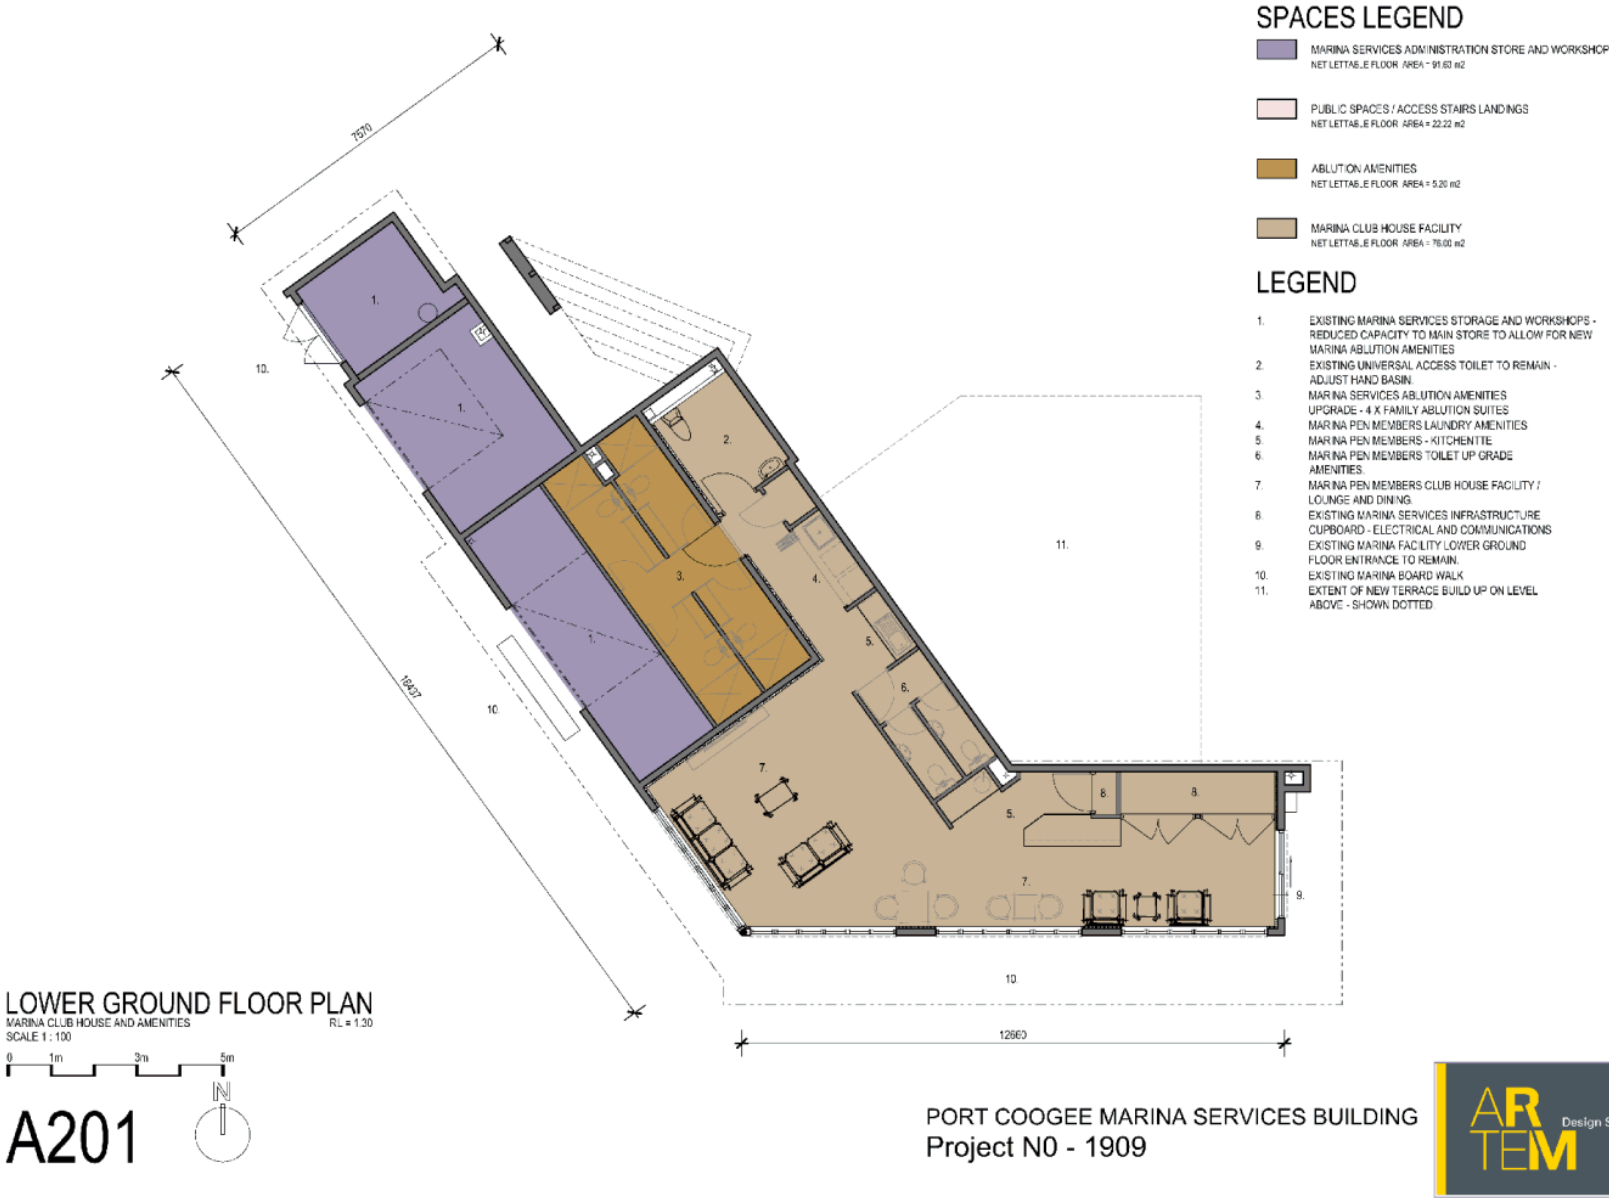 SPACES LEGEND
MARINA SERVICES ADMINISTRATION STORE AND WORKSHOP
NET LETTABLE FLOOR AREA = 91.63 m2
PUBLIC SPACES / ACCESS STAIRS LANDINGS
NET LETTABLE FLOOR AREA = 22.22 m2
ABLUTION AMENITIES
NET LETTABLE FLOOR AREA = 5.20 m2
MARINA CLUB HOUSE FACILITY
NET LETTABLE FLOOR AREA = 76.00 m2
LEGEND
1. EXISTING MARINA SERVICES STORAGE AND WORKSHOPS -
REDUCED CAPACITY TO MAIN STORE TO ALLOW FOR NEW
MARINA ABLUTION AMENITIES
2. EXISTING UNIVERSAL ACCESS TOILET TO REMAIN -
ADJUST HAND BASIN.
3. MARINA SERVICES ABLUTION AMENITIES
UPGRADE - 4 X FAMILY ABLUTION SUITES
4. MARINA PEN MEMBERS LAUNDRY AMENITIES
5. MARINA PEN MEMBERS - KITCHENTTE
6. MARINA PEN MEMBERS TOILET UP GRADE
AMENITIES.
7. MARINA PEN MEMBERS CLUB HOUSE FACILITY /
LOUNGE AND DINING.
8. EXISTING MARINA SERVICES INFRASTRUCTURE
CUPBOARD - ELECTRICAL AND COMMUNICATIONS
9. EXISTING MARINA FACILITY LOWER GROUND
FLOOR ENTRANCE TO REMAIN.
10. EXISTING MARINA BOARD WALK
11. EXTENT OF NEW TERRACE BUILD UP ON LEVEL
ABOVE - SHOWN DOTTED.
7570
1.
10.
1.
2.
11.
3.
4.
1.
5.
18437
10.
6.
7.
8.
8.
5.
7.
9.
10.
12660
LOWER GROUND FLOOR PLAN
MARINA CLUB HOUSE AND AMENITIES RL = 1.30
SCALE 1 : 100
0 1m 3m 5m
N
A201
PORT COOGEE MARINA SERVICES BUILDING
Project N0 - 1909
AR
TEM
Design S